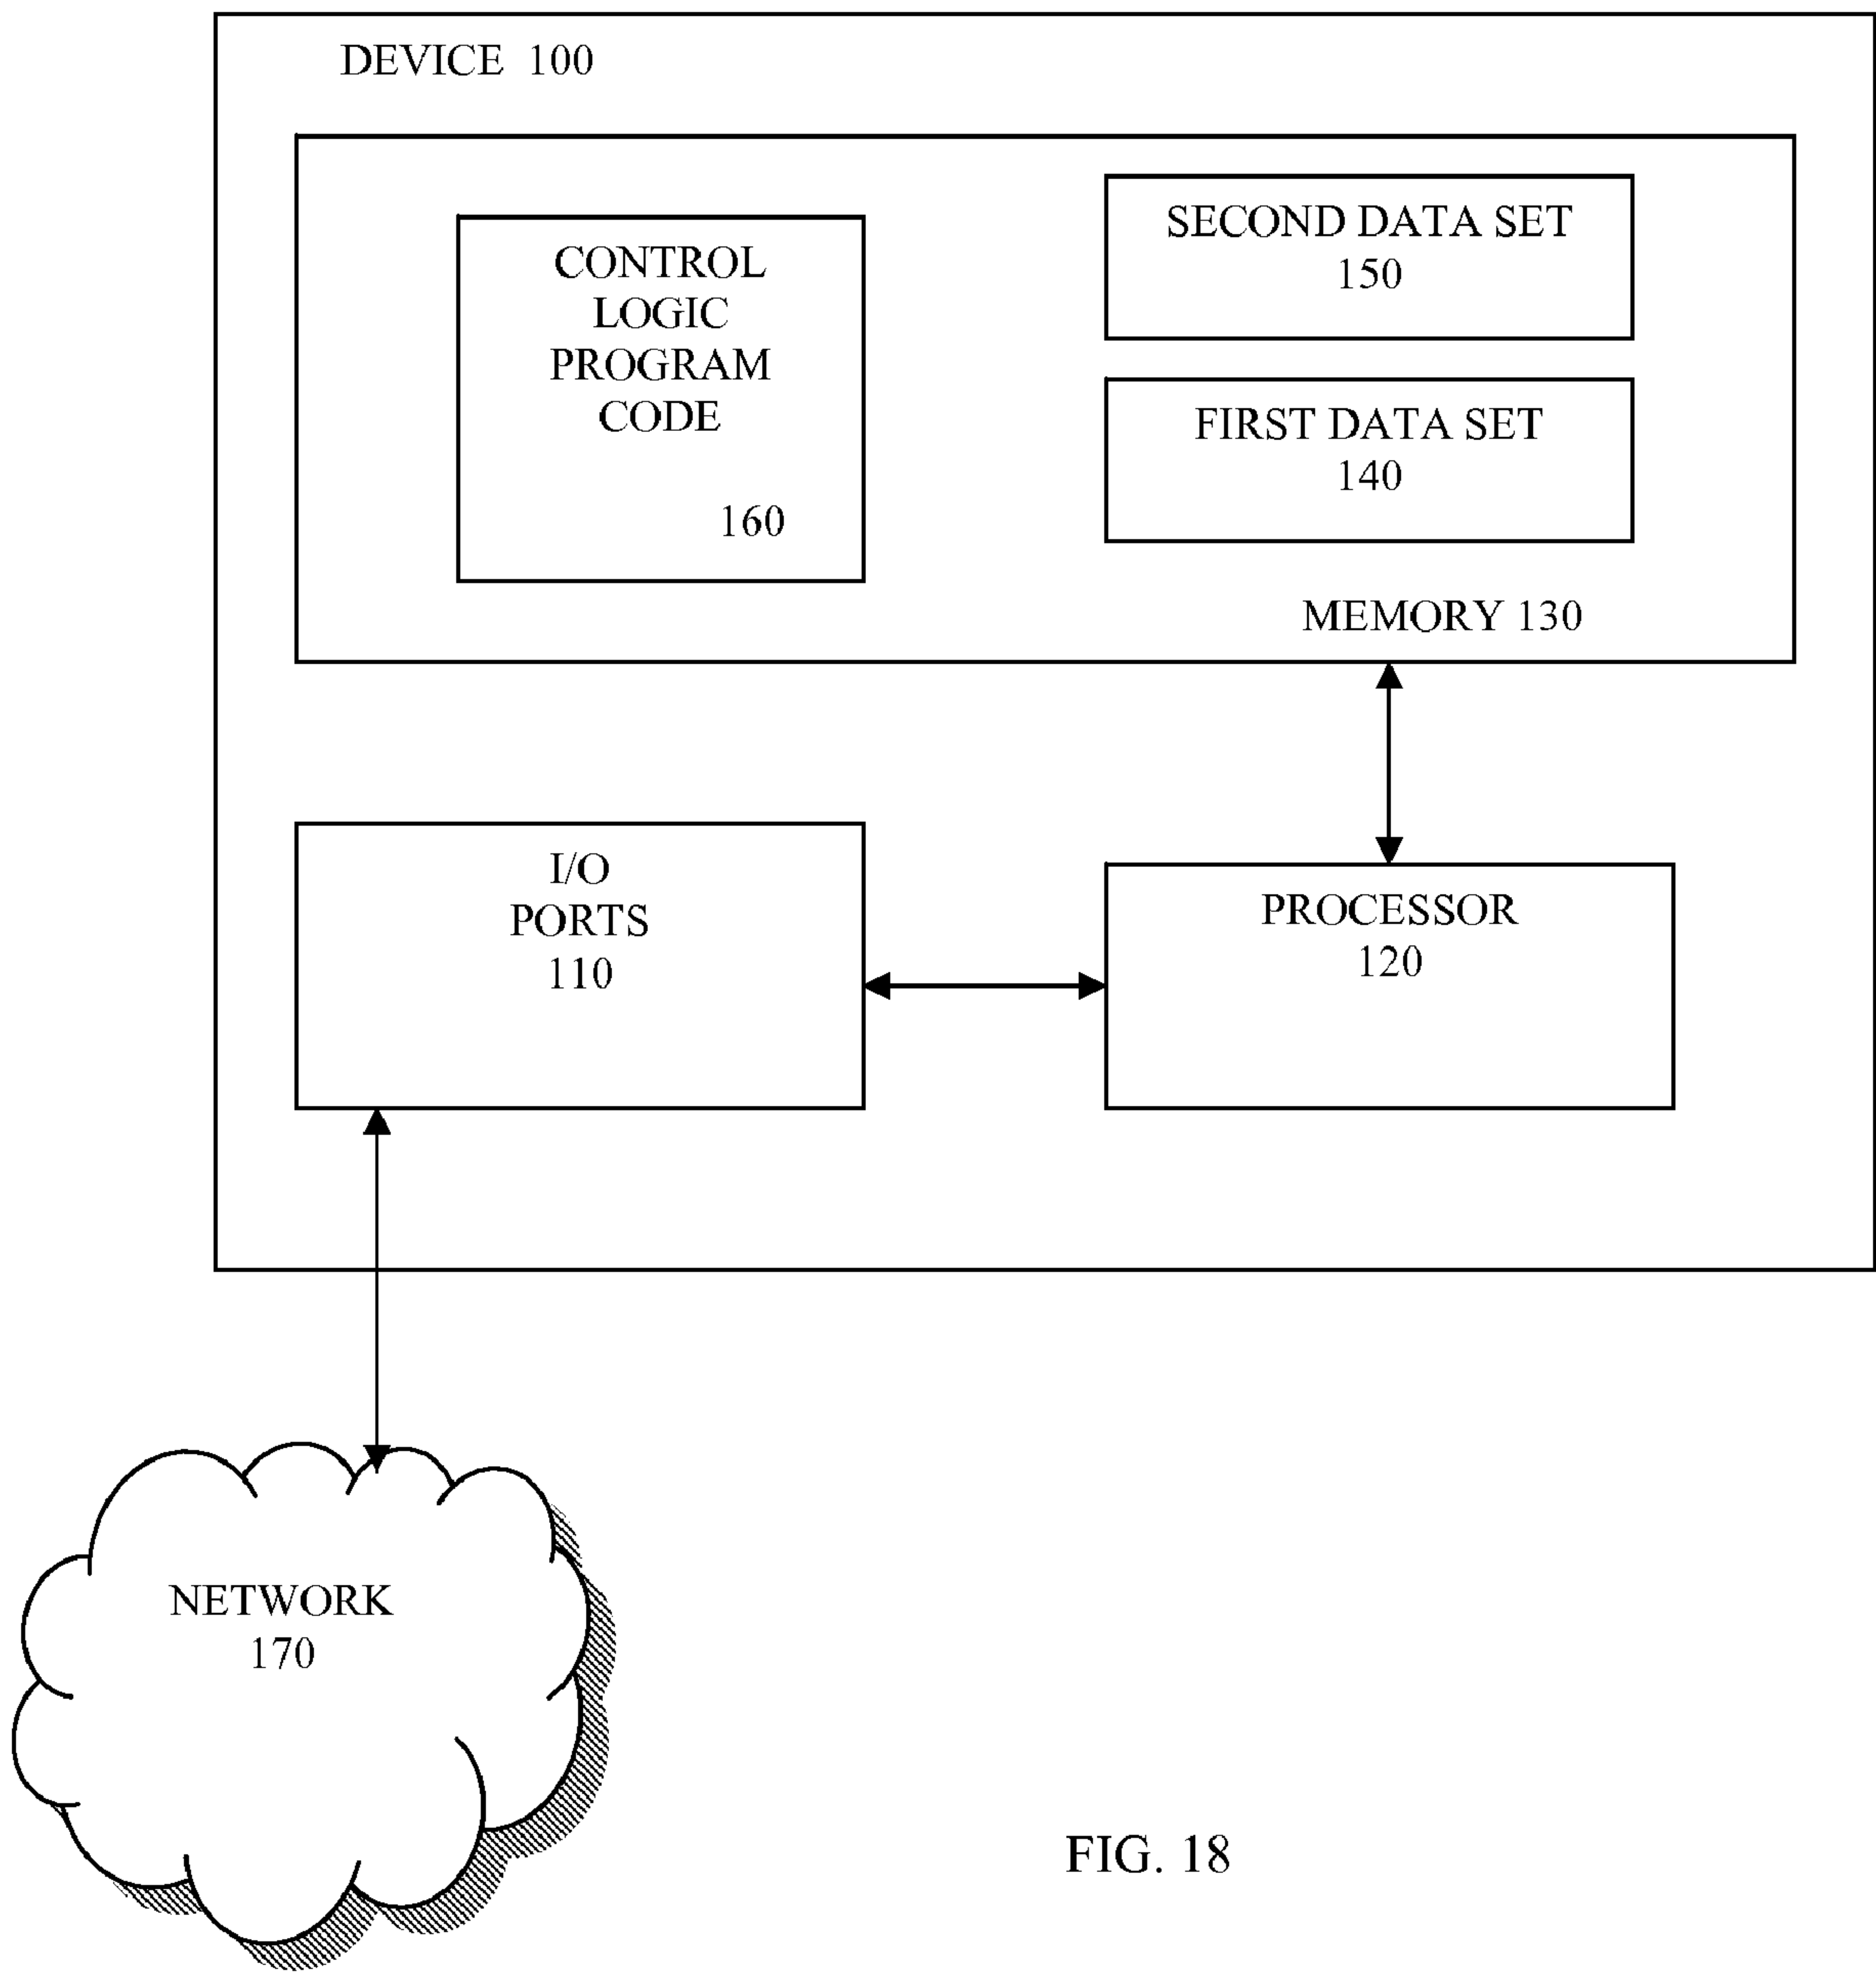 DEVICE 100
CONTROL
LOGIC
PROGRAM
CODE
160
SECOND DATA SET
150
FIRST DATA SET
140
MEMORY 130
I/O
PORTS
110
PROCESSOR
120
NETWORK
170
FIG. 18